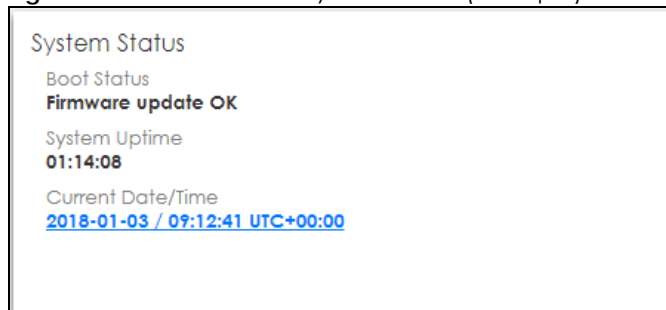 System Status
Boot Status
Firmware update OK
System Uptime
01:14:08
Current Date/Time
2018-01-03 / 09:12:41 UTC+00:00